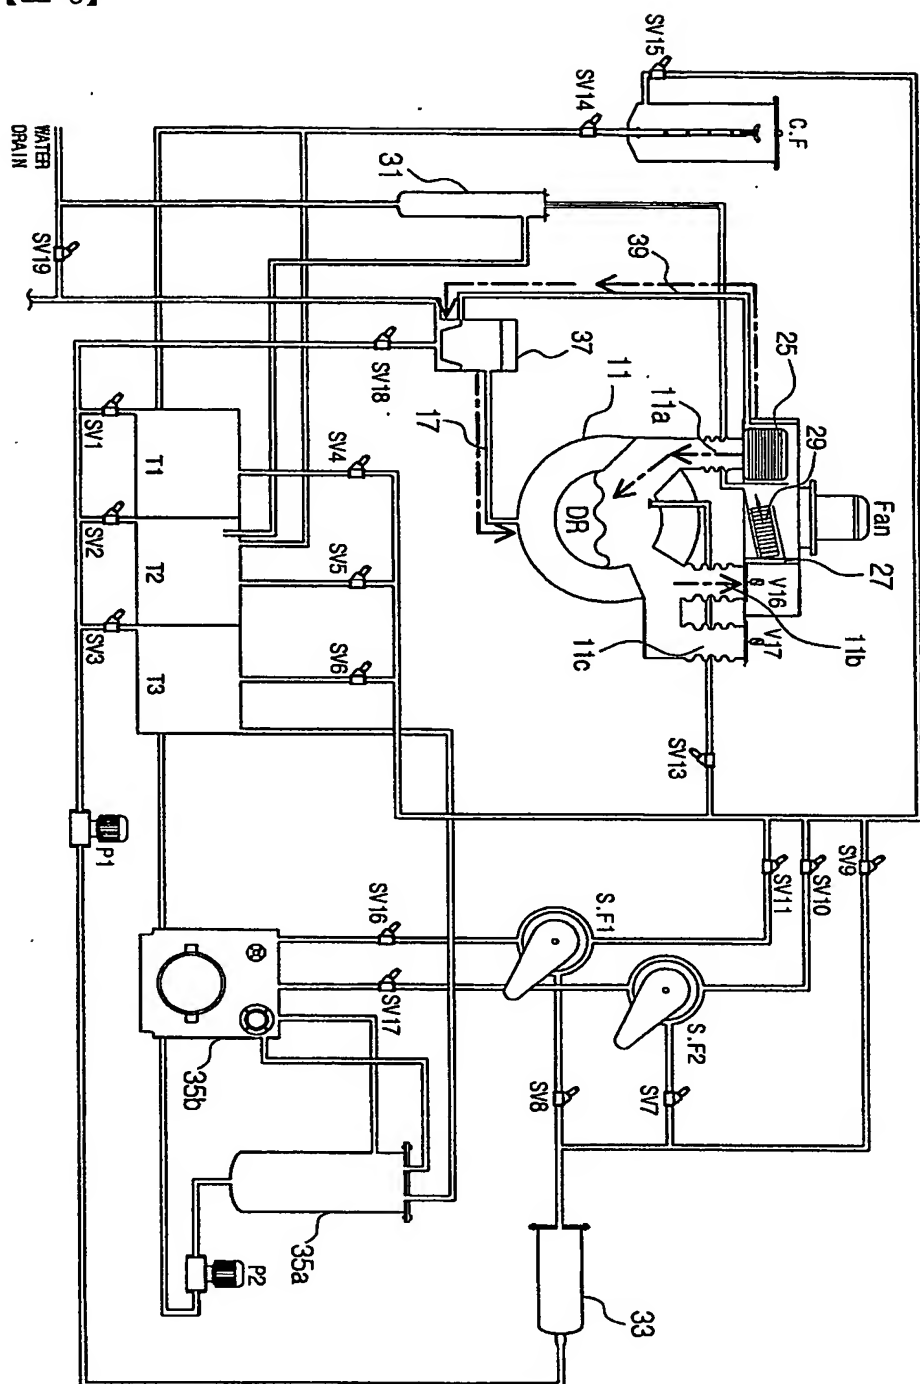 SV15
SV14
C.F
WATER
DRAIN
31
SV19
39
25
29
Fan
37
11
11a
SV18
17
27
DR
V16
V17
11b
11c
SV1
T1
SV4
SV2
T2
SV5
SV3
T3
SV6
SV13
P1
SV11
SV10
SV9
SV16
S.F1
SV17
S.F2
35b
SV8
SV7
35a
P2
33